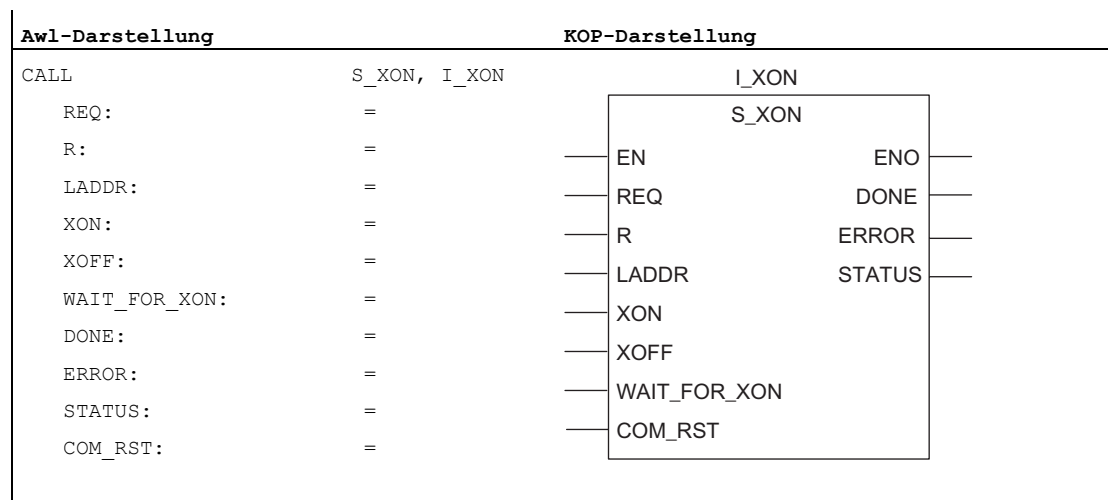 Awl-Darstellung KOP-Darstellung
CALL S_XON, I_XON
REQ: =
R: =
LADDR: =
XON: =
XOFF: =
WAIT_FOR_XON: =
DONE: =
ERROR: =
STATUS: =
COM_RST: =
I_XON
S_XON
EN ENO
REQ DONE
R ERROR
LADDR STATUS
XON
XOFF
WAIT_FOR_XON
COM_RST